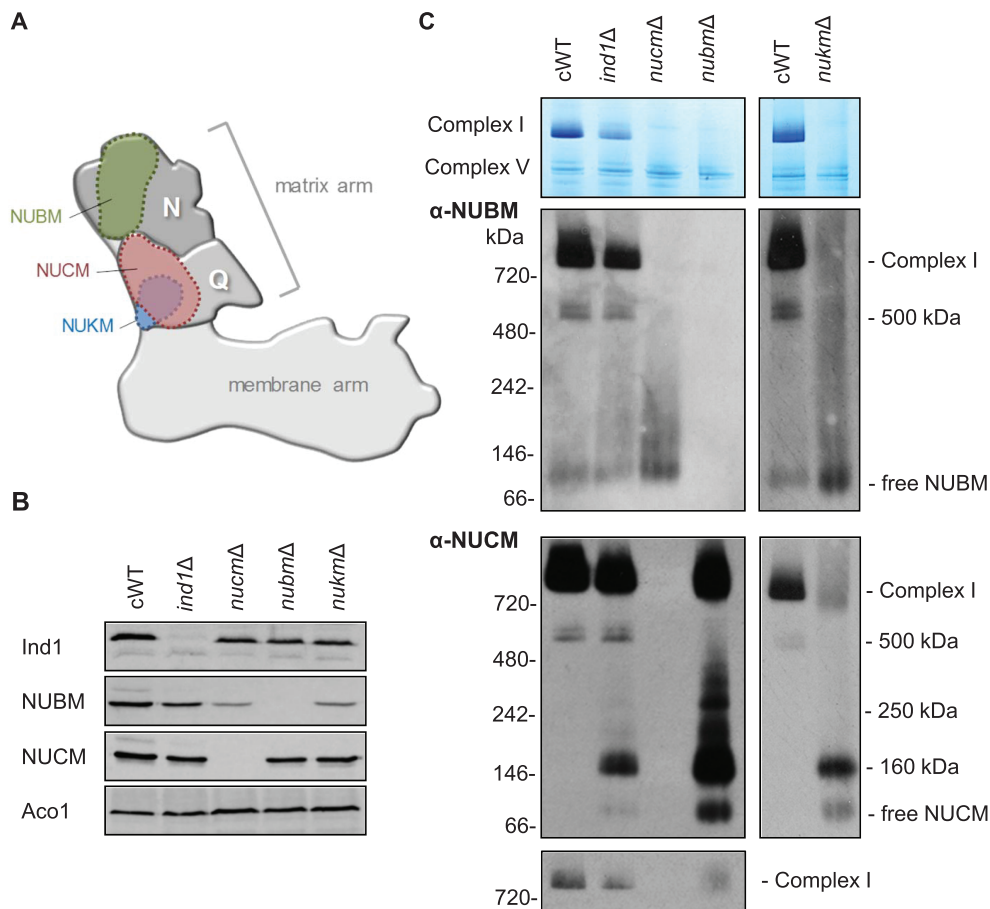 A
N
matrix arm
NUBM
NUCM
Q
NUKM
membrane arm
B
cWT
ind1Δ
nucmΔ
nubmΔ
nukmΔ
Ind1
NUBM
NUCM
Aco1
C
cWT
ind1Δ
nucmΔ
nubmΔ
cWT
nukmΔ
Complex I
Complex V
α-NUBM
kDa
720-
480-
242-
146-
66-
- Complex I
- 500 kDa
- free NUBM
α-NUCM
720-
480-
242-
146-
66-
- Complex I
- 500 kDa
- 250 kDa
- 160 kDa
- free NUCM
720-
- Complex I